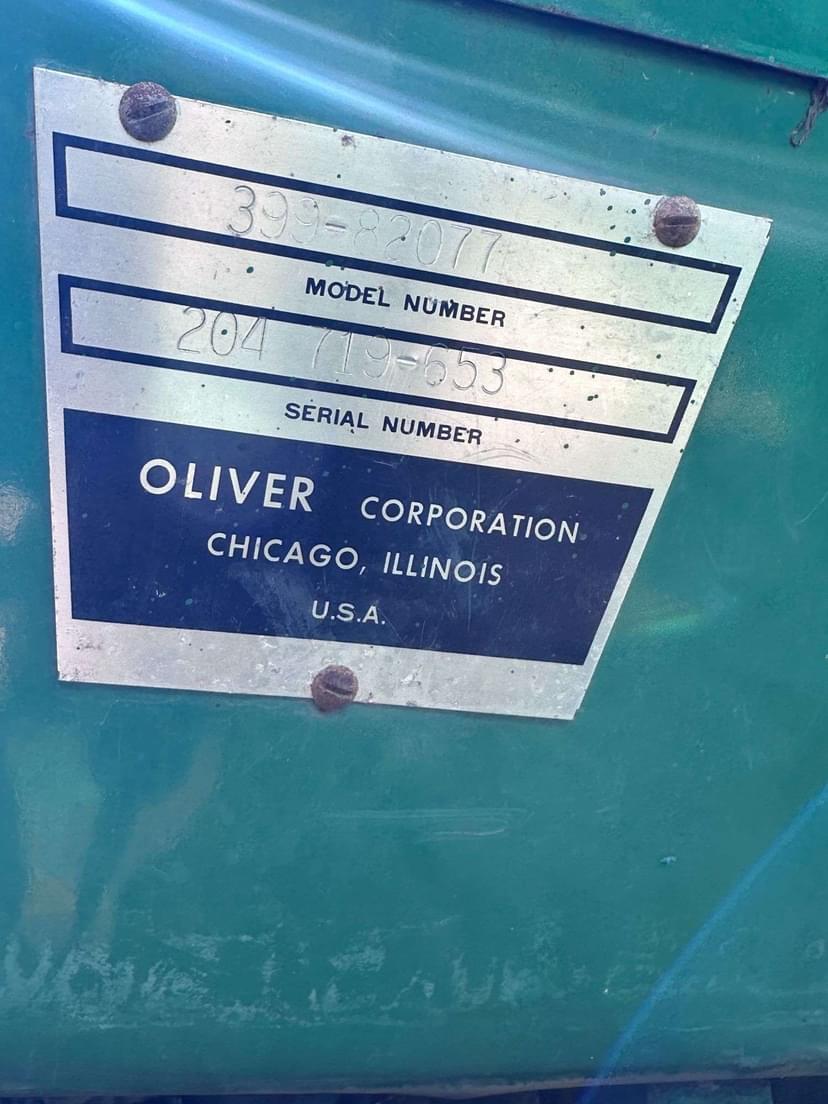 399-82077
MODEL NUMBER
204 719-653
SERIAL NUMBER
OLIVER CORPORATION
CHICAGO, ILLINOIS
U.S.A.